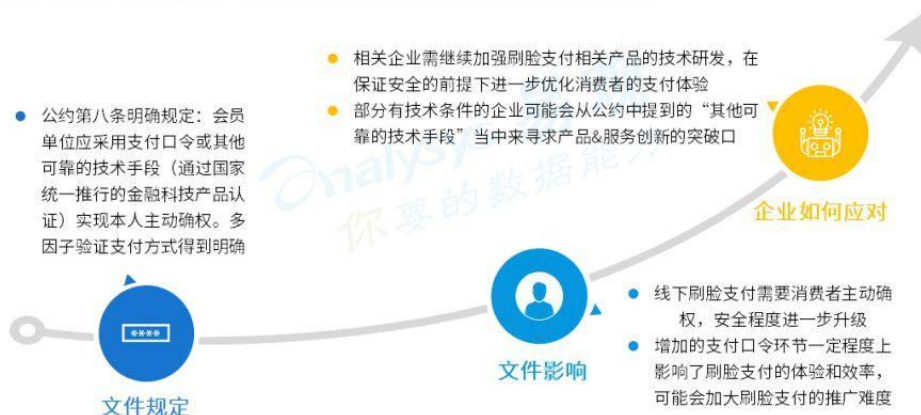 相关企业需继续加强刷脸支付相关产品的技术研发，在
保证安全的前提下进一步优化消费者的支付体验
部分有技术条件的企业可能会从公约中提到的“其他可
靠的技术手段”当中来寻求产品&服务创新的突破口
企业如何应对
公约第八条明确规定：会员
单位应采用支付口令或其他
可靠的技术手段（通过国家
统一推行的金融科技产品认
证）实现本人主动确权。多
因子验证支付方式得到明确
****
文件规定
文件影响
线下刷脸支付需要消费者主动确
权，安全程度进一步升级
增加的支付口令环节一定程度上
影响了刷脸支付的体验和效率，
可能会加大刷脸支付的推广难度
analysys
你要的数据能力